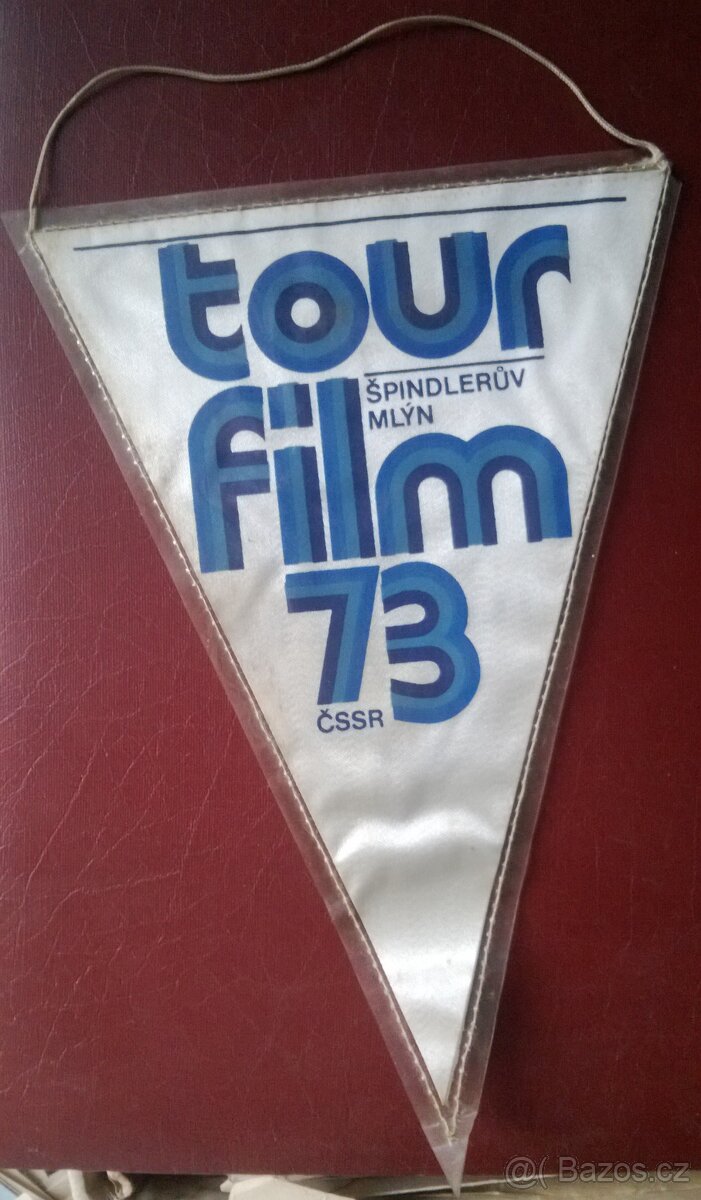 tour
film
ŠPINDLERŮV
MLÝN
73
ČSSR
@( Bazos.cz